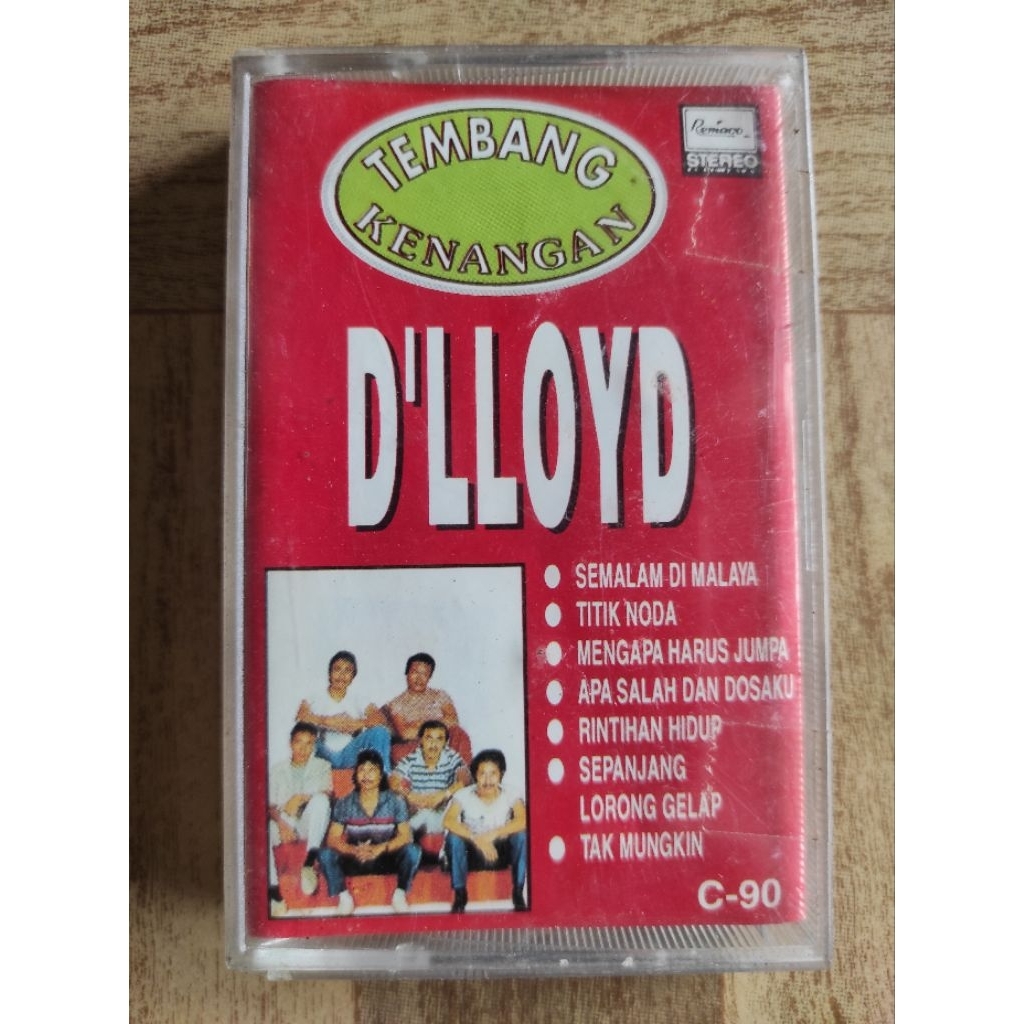 TEMBANG
KENANGAN
Remaco
STEREO
D'LLOYD
SEMALAM DI MALAYA
TITIK NODA
MENGAPA HARUS JUMPA
APA SALAH DAN DOSAKU
RINTIHAN HIDUP
SEPANJANG
LORONG GELAP
TAK MUNGKIN
C-90